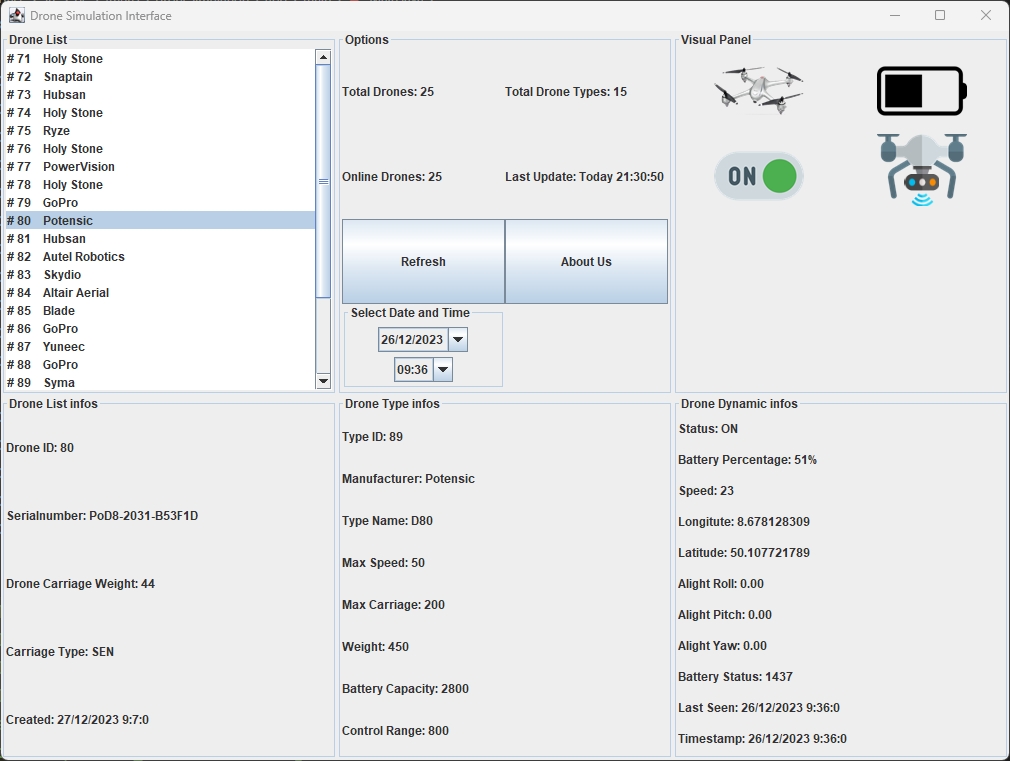 Drone Simulation Interface
Drone List
# 71 Holy Stone
# 72 Snaptain
# 73 Hubsan
# 74 Holy Stone
# 75 Ryze
# 76 Holy Stone
# 77 PowerVision
# 78 Holy Stone
# 79 GoPro
# 80 Potensic
# 81 Hubsan
# 82 Autel Robotics
# 83 Skydio
# 84 Altair Aerial
# 85 Blade
# 86 GoPro
# 87 Yuneec
# 88 GoPro
# 89 Syma
Options
Total Drones: 25
Total Drone Types: 15
Online Drones: 25
Last Update: Today 21:30:50
Refresh
About Us
Select Date and Time
26/12/2023
09:36
Visual Panel
ON
Drone List infos
Drone ID: 80
Serialnumber: PoD8-2031-B53F1D
Drone Carriage Weight: 44
Carriage Type: SEN
Created: 27/12/2023 9:7:0
Drone Type infos
Type ID: 89
Manufacturer: Potensic
Type Name: D80
Max Speed: 50
Max Carriage: 200
Weight: 450
Battery Capacity: 2800
Control Range: 800
Drone Dynamic infos
Status: ON
Battery Percentage: 51%
Speed: 23
Longitute: 8.678128309
Latitude: 50.107721789
Alight Roll: 0.00
Alight Pitch: 0.00
Alight Yaw: 0.00
Battery Status: 1437
Last Seen: 26/12/2023 9:36:0
Timestamp: 26/12/2023 9:36:0